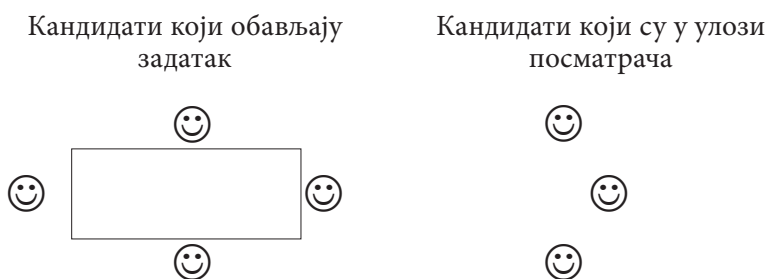 Кандидати који обављају
задатак
Кандидати који су у улози
посматрача